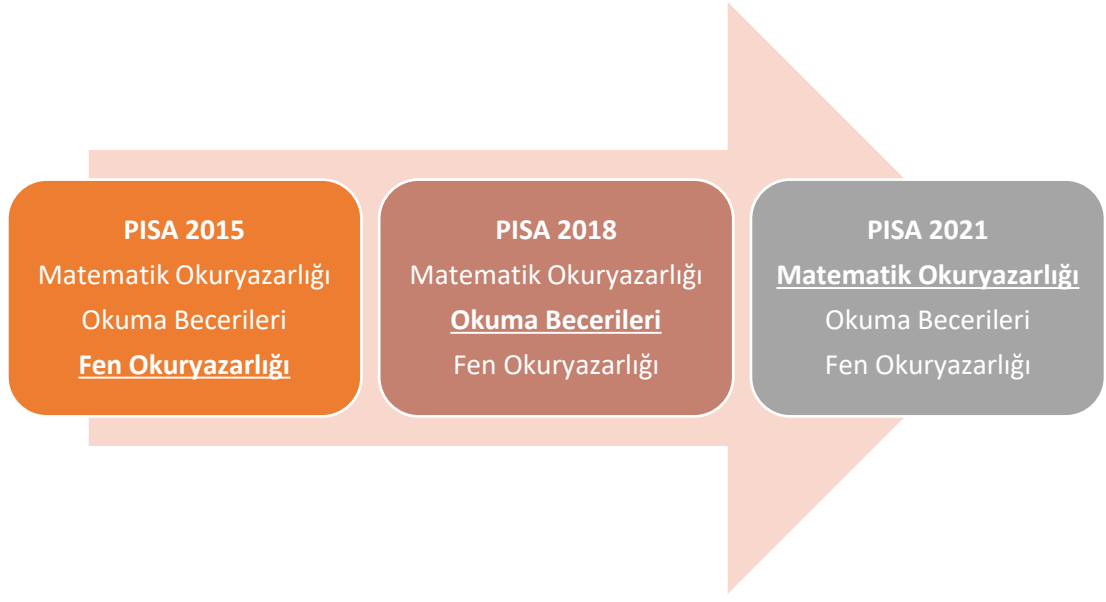 PISA 2015
Matematik Okuryazarlığı
Okuma Becerileri
Fen Okuryazarlığı
PISA 2018
Matematik Okuryazarlığı
Okuma Becerileri
Fen Okuryazarlığı
PISA 2021
Matematik Okuryazarlığı
Okuma Becerileri
Fen Okuryazarlığı